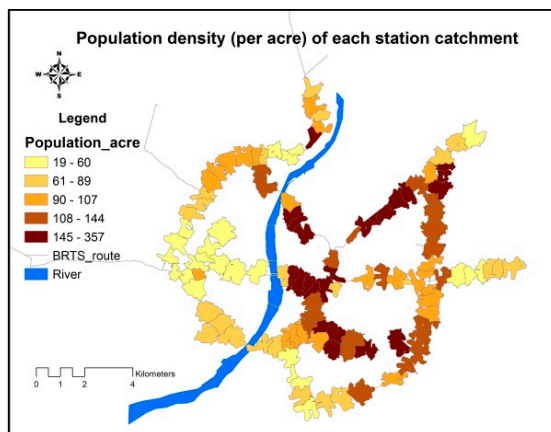 Population density (per acre) of each station catchment
N
W E
S
Legend
Population_acre
19 - 60
61 - 89
90 - 107
108 - 144
145 - 357
BRTS_route
River
0 1 2 4
Kilometers